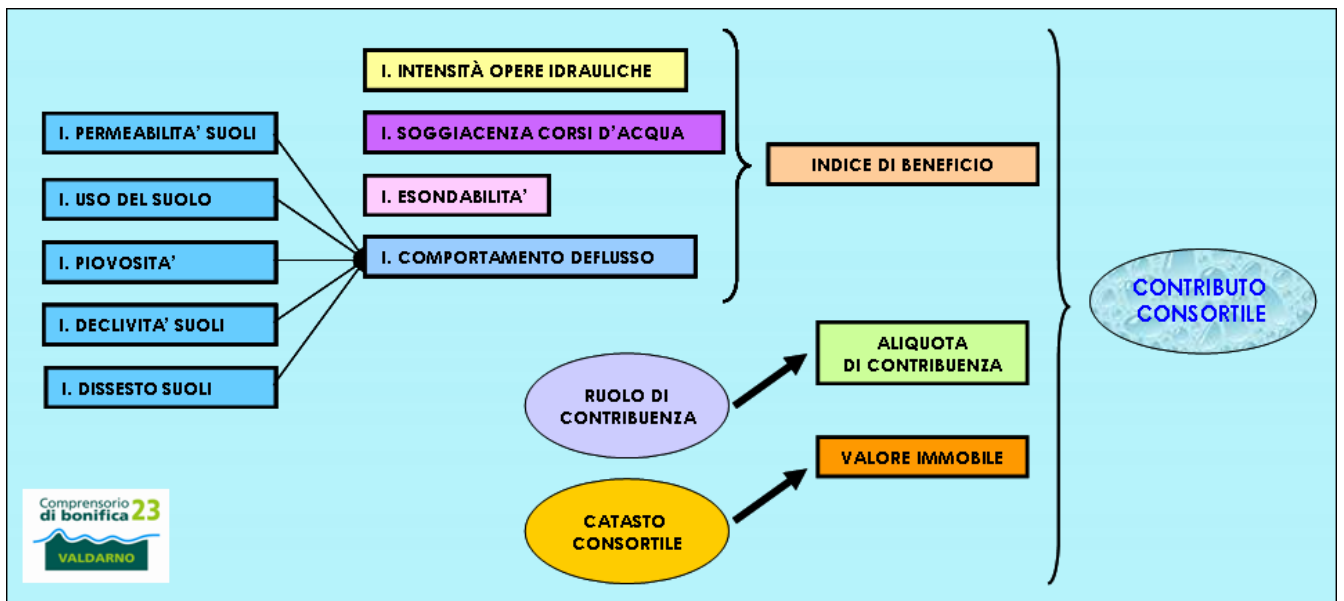 I. INTENSITÀ OPERE IDRAULICHE
I. PERMEABILITA' SUOLI
I. SOGGIACENZA CORSI D'ACQUA
INDICE DI BENEFICIO
I. USO DEL SUOLO
I. ESONDABILITA'
I. PIOVOSITA'
I. COMPORTAMENTO DEFLUSSO
CONTRIBUTO
CONSORTILE
I. DECLIVITA' SUOLI
ALIQUOTA
DI CONTRIBUENZA
I. DISSESTO SUOLI
RUOLO DI
CONTRIBUENZA
VALORE IMMOBILE
CATASTO
CONSORTILE
Comprensorio
di bonifica 23
VALDARNO